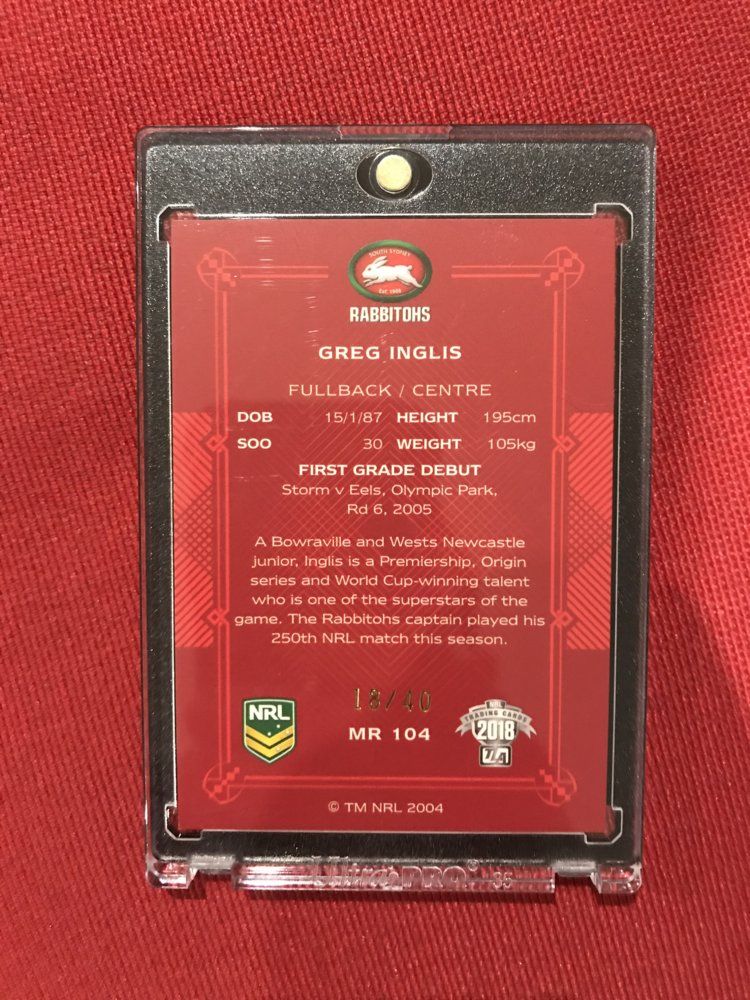 SOUTH SYDNEY
Est. 1908
RABBITOHS
GREG INGLIS
FULLBACK / CENTRE
DOB 15/1/87 HEIGHT 195cm
SOO 30 WEIGHT 105kg
FIRST GRADE DEBUT
Storm v Eels, Olympic Park,
Rd 6, 2005
A Bowraville and Wests Newcastle
junior, Inglis is a Premiership, Origin
series and World Cup-winning talent
who is one of the superstars of the
game. The Rabbitohs captain played his
250th NRL match this season.
18/40
NRL
MR 104
NRL
TRADING CARDS
2018
© TM NRL 2004
Ultra PRO 35